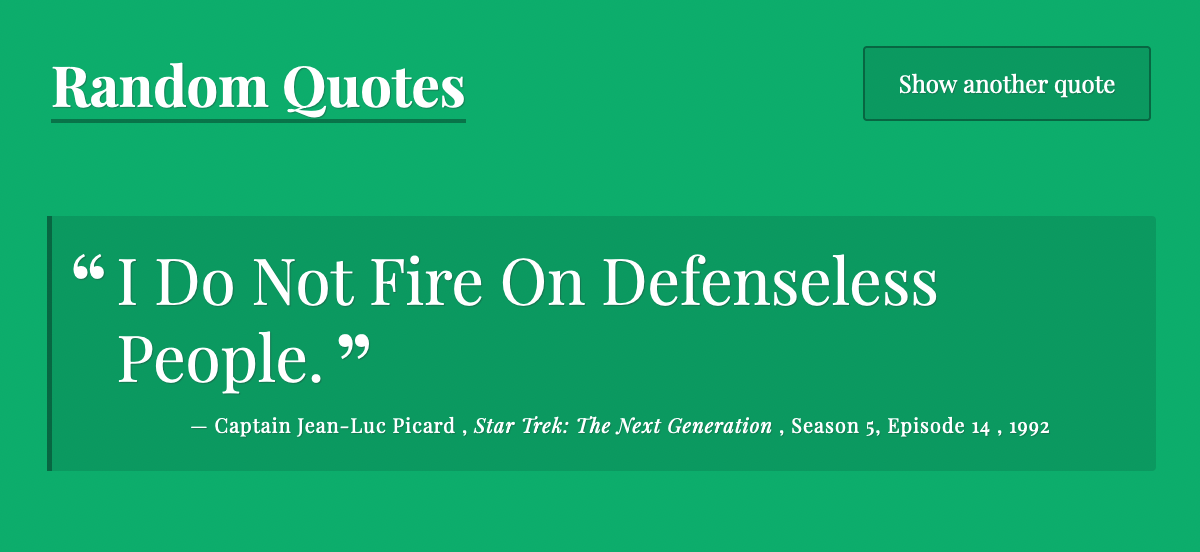 Random Quotes
Show another quote
“ I Do Not Fire On Defenseless
People. ”
— Captain Jean-Luc Picard , Star Trek: The Next Generation , Season 5, Episode 14 , 1992